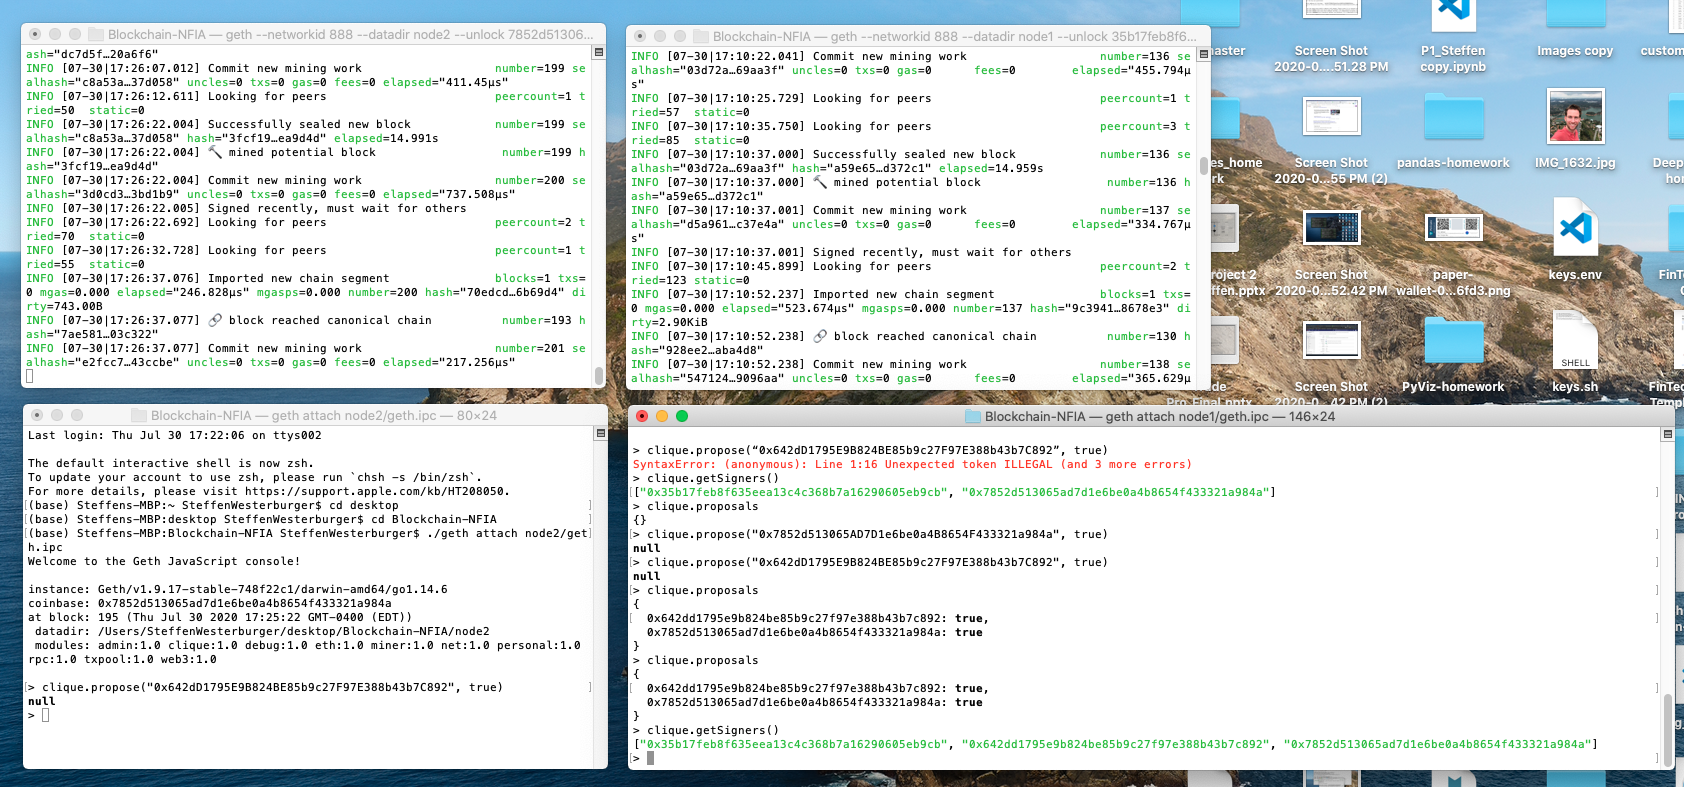 Blockchain-NFIA — geth --networkid 888 --datadir node2 --unlock 7852d51306...
ash="dc7d5f…20a6f6"
INFO [07-30|17:26:07.012] Commit new mining work number=199 se
alhash="c8a53a…37d058" uncles=0 txs=0 gas=0 fees=0 elapsed="411.45µs"
INFO [07-30|17:26:12.611] Looking for peers peercount=1 t
ried=50 static=0
INFO [07-30|17:26:22.004] Successfully sealed new block number=199 se
alhash="c8a53a…37d058" hash="3fcf19…ea9d4d" elapsed=14.991s
INFO [07-30|17:26:22.004] 🔨 mined potential block number=199 h
ash="3fcf19…ea9d4d"
INFO [07-30|17:26:22.004] Commit new mining work number=200 se
alhash="3d0cd3…3bd1b9" uncles=0 txs=0 gas=0 fees=0 elapsed="737.508µs"
INFO [07-30|17:26:22.005] Signed recently, must wait for others
INFO [07-30|17:26:22.692] Looking for peers peercount=2 t
ried=70 static=0
INFO [07-30|17:26:32.728] Looking for peers peercount=1 t
ried=55 static=0
INFO [07-30|17:26:37.076] Imported new chain segment blocks=1 txs=
0 mgas=0.000 elapsed="246.828µs" mgasps=0.000 number=200 hash="70edcd…6b69d4" di
rty=743.00B
INFO [07-30|17:26:37.077] 🔗 block reached canonical chain number=193 h
ash="7ae581…03c322"
INFO [07-30|17:26:37.077] Commit new mining work number=201 se
alhash="e2fcc7…43ccbe" uncles=0 txs=0 gas=0 fees=0 elapsed="217.256µs"
Blockchain-NFIA — geth --networkid 888 --datadir node1 --unlock 35b17feb8f6...
INFO [07-30|17:10:22.041] Commit new mining work number=136 se
alhash="03d72a…69aa3f" uncles=0 txs=0 gas=0 fees=0 elapsed="455.794µ
s"
INFO [07-30|17:10:25.729] Looking for peers peercount=1 t
ried=57 static=0
INFO [07-30|17:10:35.750] Looking for peers peercount=3 t
ried=85 static=0
INFO [07-30|17:10:37.000] Successfully sealed new block number=136 se
alhash="03d72a…69aa3f" hash="a59e65…d372c1" elapsed=14.959s
INFO [07-30|17:10:37.000] 🔨 mined potential block number=136 h
ash="a59e65…d372c1"
INFO [07-30|17:10:37.001] Commit new mining work number=137 se
alhash="d5a961…c37e4a" uncles=0 txs=0 gas=0 fees=0 elapsed="334.767µ
s"
INFO [07-30|17:10:37.001] Signed recently, must wait for others
INFO [07-30|17:10:45.899] Looking for peers peercount=2 t
ried=123 static=0
INFO [07-30|17:10:52.237] Imported new chain segment blocks=1 txs=
0 mgas=0.000 elapsed="523.674µs" mgasps=0.000 number=137 hash="9c3941…8678e3" di
rty=2.90KiB
INFO [07-30|17:10:52.238] 🔗 block reached canonical chain number=130 h
ash="928ee2…aba4d8"
INFO [07-30|17:10:52.238] Commit new mining work number=138 se
alhash="547124…9096aa" uncles=0 txs=0 gas=0 fees=0 elapsed="365.629µ
Blockchain-NFIA — geth attach node2/geth.ipc — 80×24
Last login: Thu Jul 30 17:22:06 on ttys002
The default interactive shell is now zsh.
To update your account to use zsh, please run `chsh -s /bin/zsh`.
For more details, please visit https://support.apple.com/kb/HT208050.
(base) Steffens-MBP:~ SteffenWesterburger$ cd desktop
(base) Steffens-MBP:desktop SteffenWesterburger$ cd Blockchain-NFIA
(base) Steffens-MBP:Blockchain-NFIA SteffenWesterburger$ ./geth attach node2/get
h.ipc
Welcome to the Geth JavaScript console!
instance: Geth/v1.9.17-stable-748f22c1/darwin-amd64/go1.14.6
coinbase: 0x7852d513065ad7d1e6be0a4b8654f433321a984a
at block: 195 (Thu Jul 30 2020 17:25:22 GMT-0400 (EDT))
datadir: /Users/SteffenWesterburger/desktop/Blockchain-NFIA/node2
modules: admin:1.0 clique:1.0 debug:1.0 eth:1.0 miner:1.0 net:1.0 personal:1.0
rpc:1.0 txpool:1.0 web3:1.0
> clique.propose("0x642dD1795E9B824BE85b9c27F97E388b43b7C892", true)
null
>
Blockchain-NFIA — geth attach node1/geth.ipc — 146×24
> clique.propose(“0x642dD1795E9B824BE85b9c27F97E388b43b7C892”, true)
SyntaxError: (anonymous): Line 1:16 Unexpected token ILLEGAL (and 3 more errors)
> clique.getSigners()
["0x35b17feb8f635eea13c4c368b7a16290605eb9cb", "0x7852d513065ad7d1e6be0a4b8654f433321a984a"]
> clique.proposals
{}
> clique.propose("0x7852d513065AD7D1e6be0a4B8654F433321a984a", true)
null
> clique.propose("0x642dD1795E9B824BE85b9c27F97E388b43b7C892", true)
null
> clique.proposals
{
0x642dd1795e9b824be85b9c27f97e388b43b7c892: true,
0x7852d513065ad7d1e6be0a4b8654f433321a984a: true
}
> clique.proposals
{
0x642dd1795e9b824be85b9c27f97e388b43b7c892: true,
0x7852d513065ad7d1e6be0a4b8654f433321a984a: true
}
> clique.getSigners()
["0x35b17feb8f635eea13c4c368b7a16290605eb9cb", "0x642dd1795e9b824be85b9c27f97e388b43b7c892", "0x7852d513065ad7d1e6be0a4b8654f433321a984a"]
>
master
Screen Shot
2020-0....51.28 PM
P1_Steffen
copy.ipynb
Images copy
custom
es_home
rk
Screen Shot
2020-0...55 PM (2)
pandas-homework
IMG_1632.jpg
Deep
ho
roject 2
ffen.pptx
Screen Shot
2020-0...52.42 PM
paper-
wallet-0...6fd3.png
keys.env
FinT
Screen Shot
2020-0...42 PM (2)
PyViz-homework
SHELL
keys.sh
FinTec
Templ
ade
Pro Final.pptx